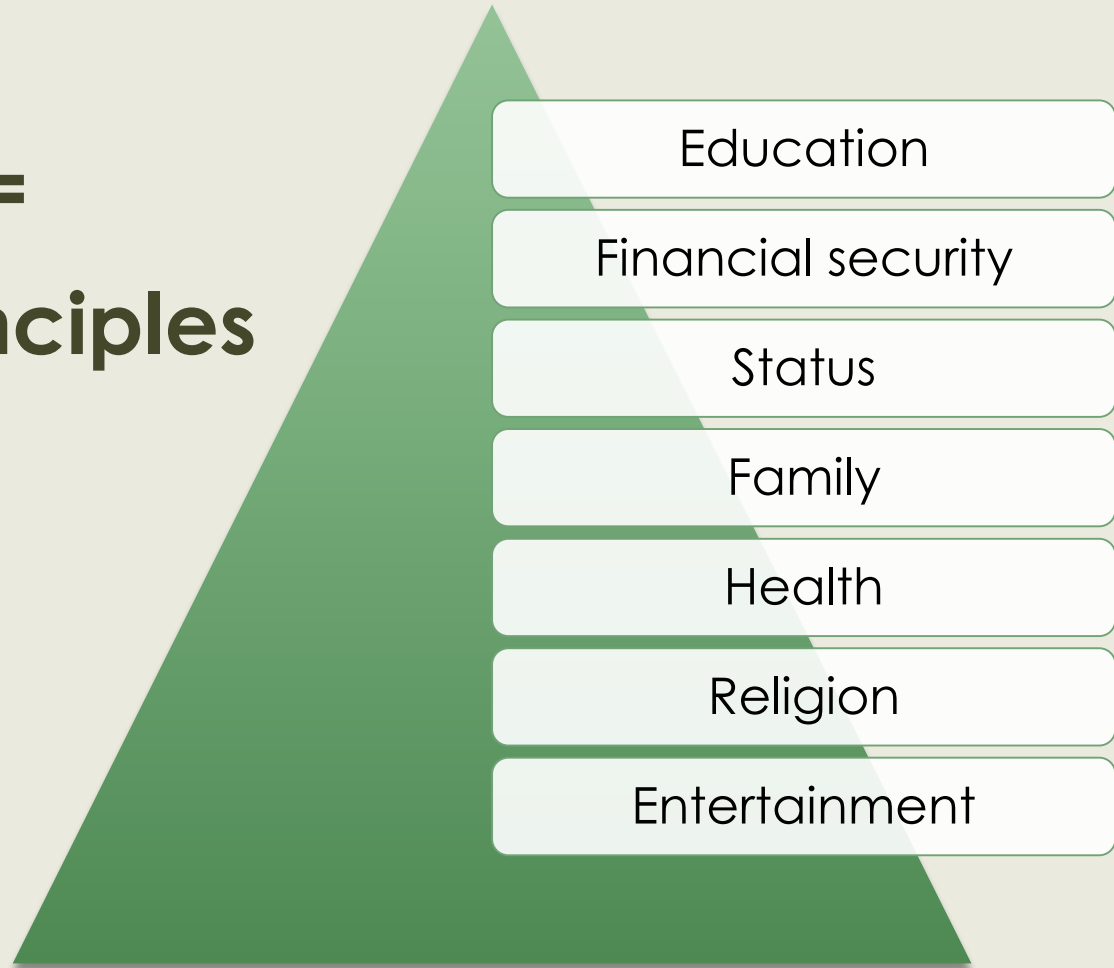 =
nciples
Education
Financial security
Status
Family
Health
Religion
Entertainment